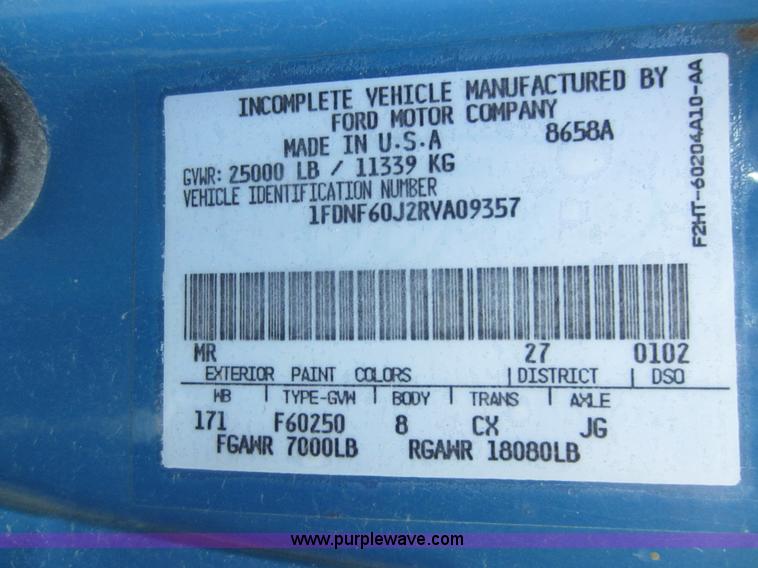 INCOMPLETE VEHICLE MANUFACTURED BY
FORD MOTOR COMPANY
MADE IN U.S.A 8658A
GVWR: 25000 LB / 11339 KG
VEHICLE IDENTIFICATION NUMBER
1FDNF60J2RVA09357
F2HT-60204A10-AA
MR 27 0102
EXTERIOR PAINT COLORS DISTRICT DSO
WB TYPE-GVW BODY TRANS AXLE
171 F60250 8 CX JG
FGAWR 7000LB RGAWR 18080LB
www.purplewave.com